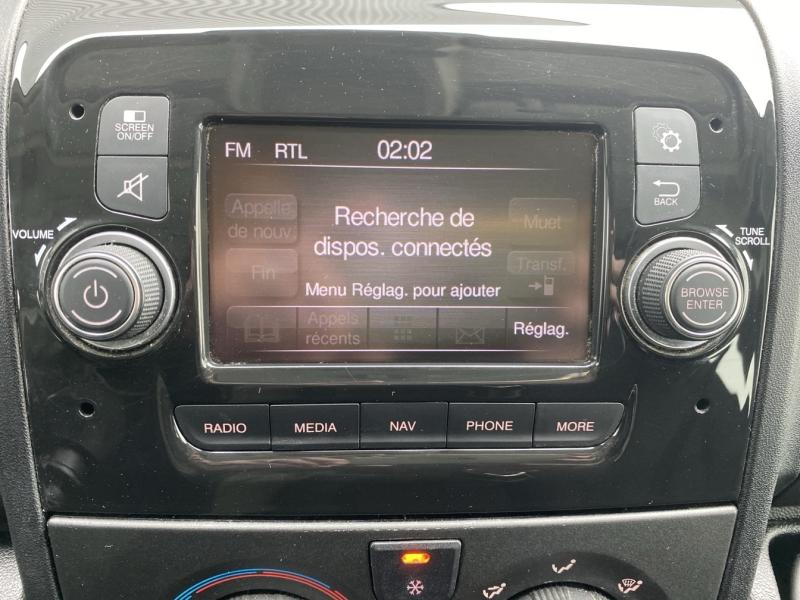 SCREEN
ON/OFF
FM RTL 02:02
BACK
VOLUME
TUNE
SCROLL
Appelle
de nouv.
Recherche de
dispos. connectés
Muet
Fin
Transf.
Menu Réglag. pour ajouter
BROWSE
ENTER
Appels
récents
Réglag.
RADIO MEDIA NAV PHONE MORE